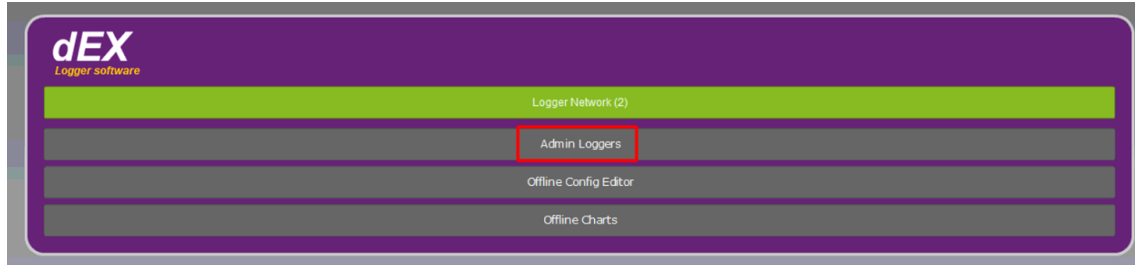 dEX
Logger software
Logger Network (2)
Admin Loggers
Offline Config Editor
Offline Charts